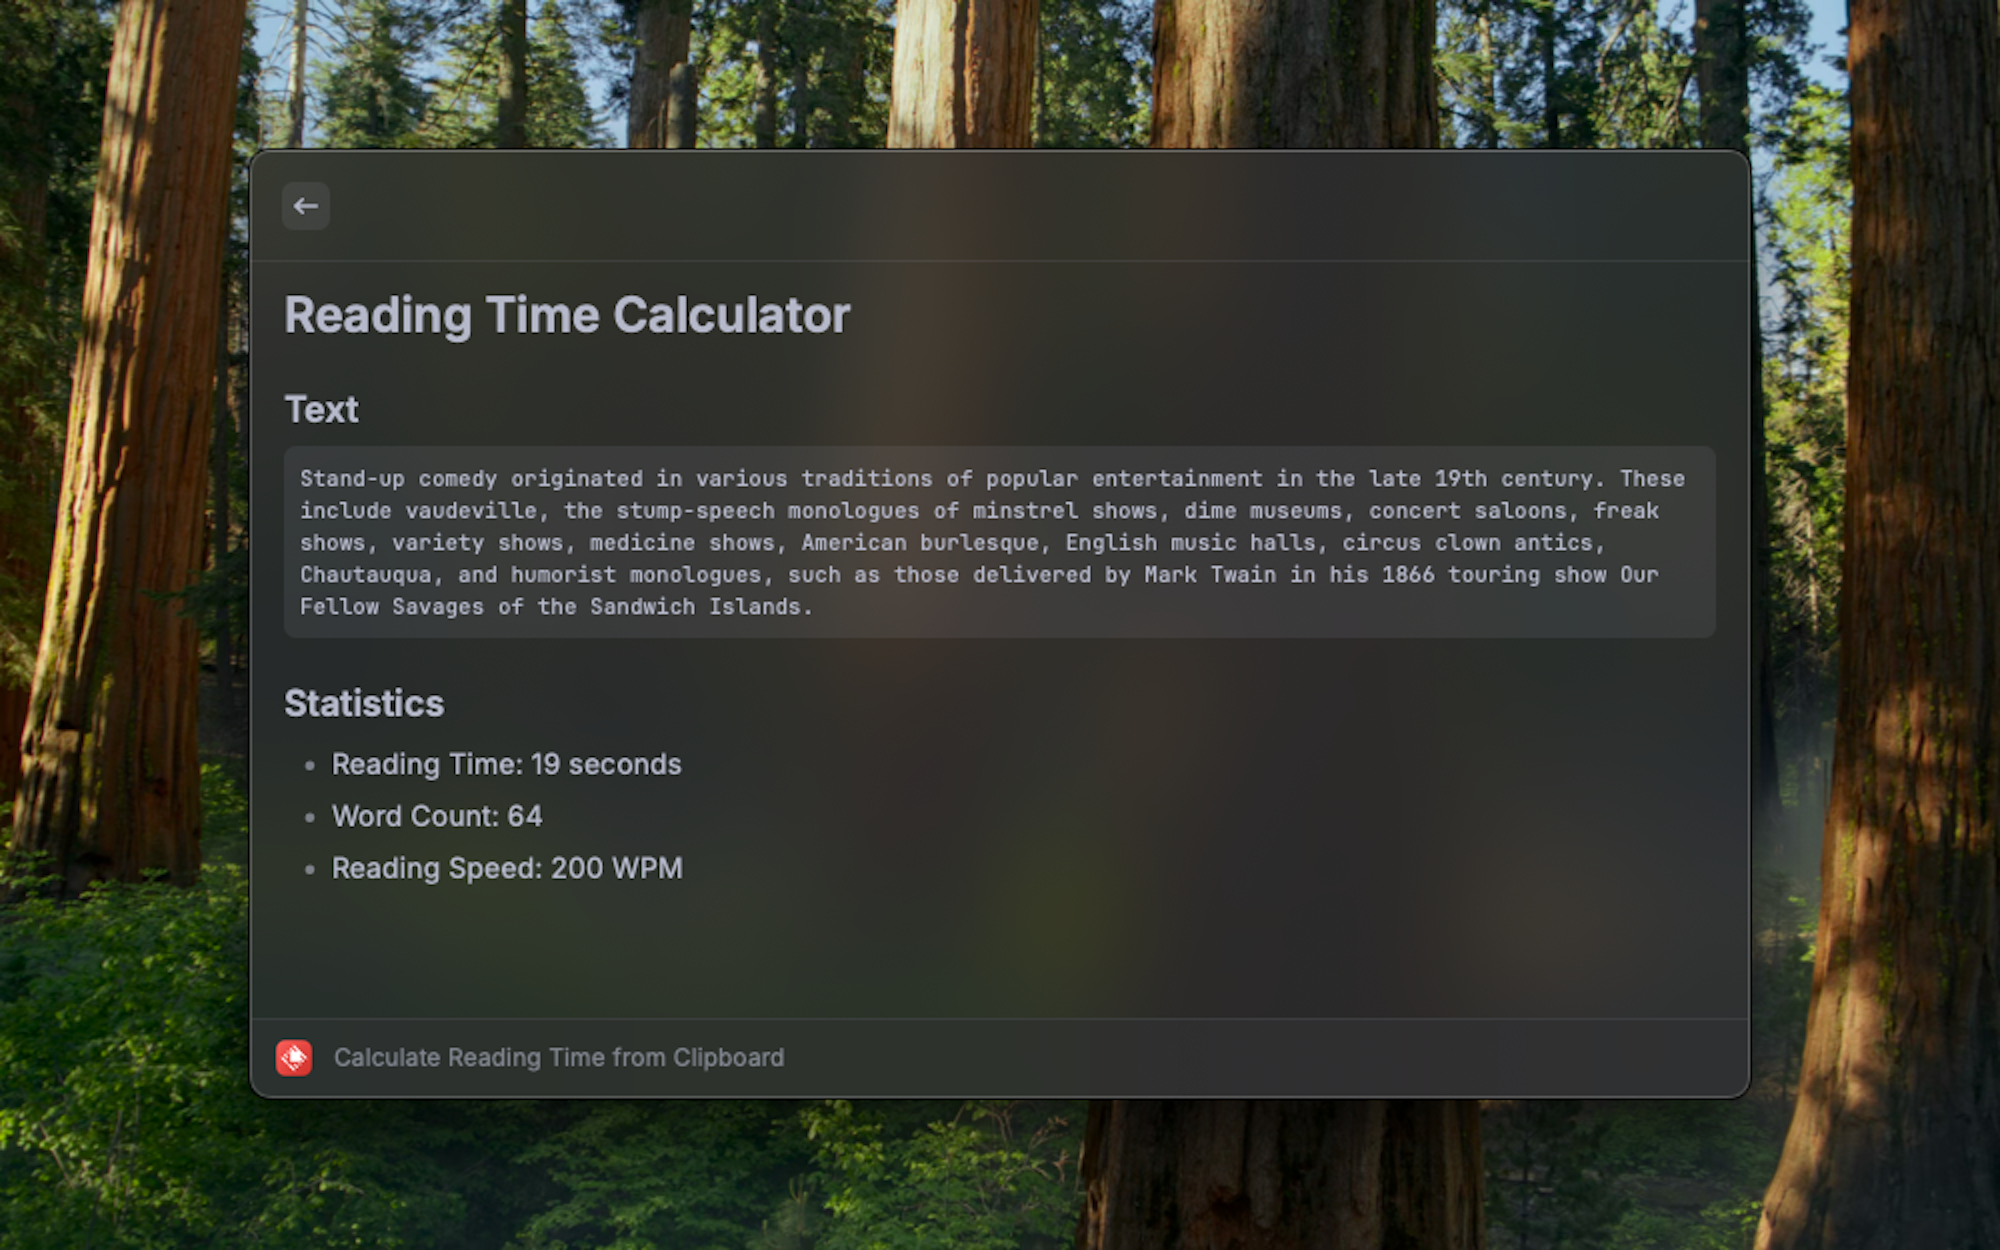 Reading Time Calculator
Text
Stand-up comedy originated in various traditions of popular entertainment in the late 19th century. These
include vaudeville, the stump-speech monologues of minstrel shows, dime museums, concert saloons, freak
shows, variety shows, medicine shows, American burlesque, English music halls, circus clown antics,
Chautauqua, and humorist monologues, such as those delivered by Mark Twain in his 1866 touring show Our
Fellow Savages of the Sandwich Islands.
Statistics
• Reading Time: 19 seconds
• Word Count: 64
• Reading Speed: 200 WPM
Calculate Reading Time from Clipboard